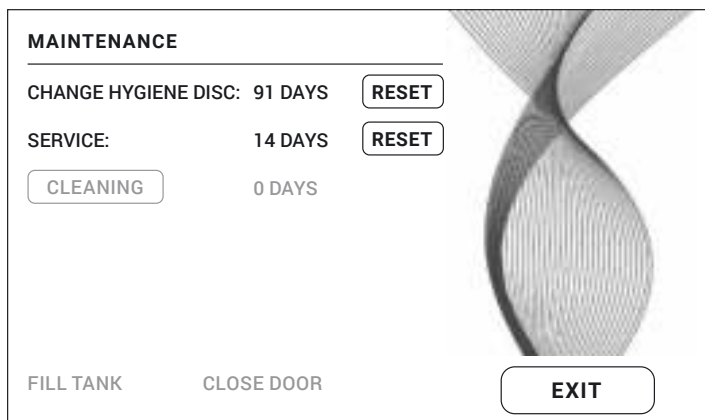 MAINTENANCE
CHANGE HYGIENE DISC: 91 DAYS RESET
SERVICE: 14 DAYS RESET
CLEANING 0 DAYS
FILL TANK CLOSE DOOR EXIT